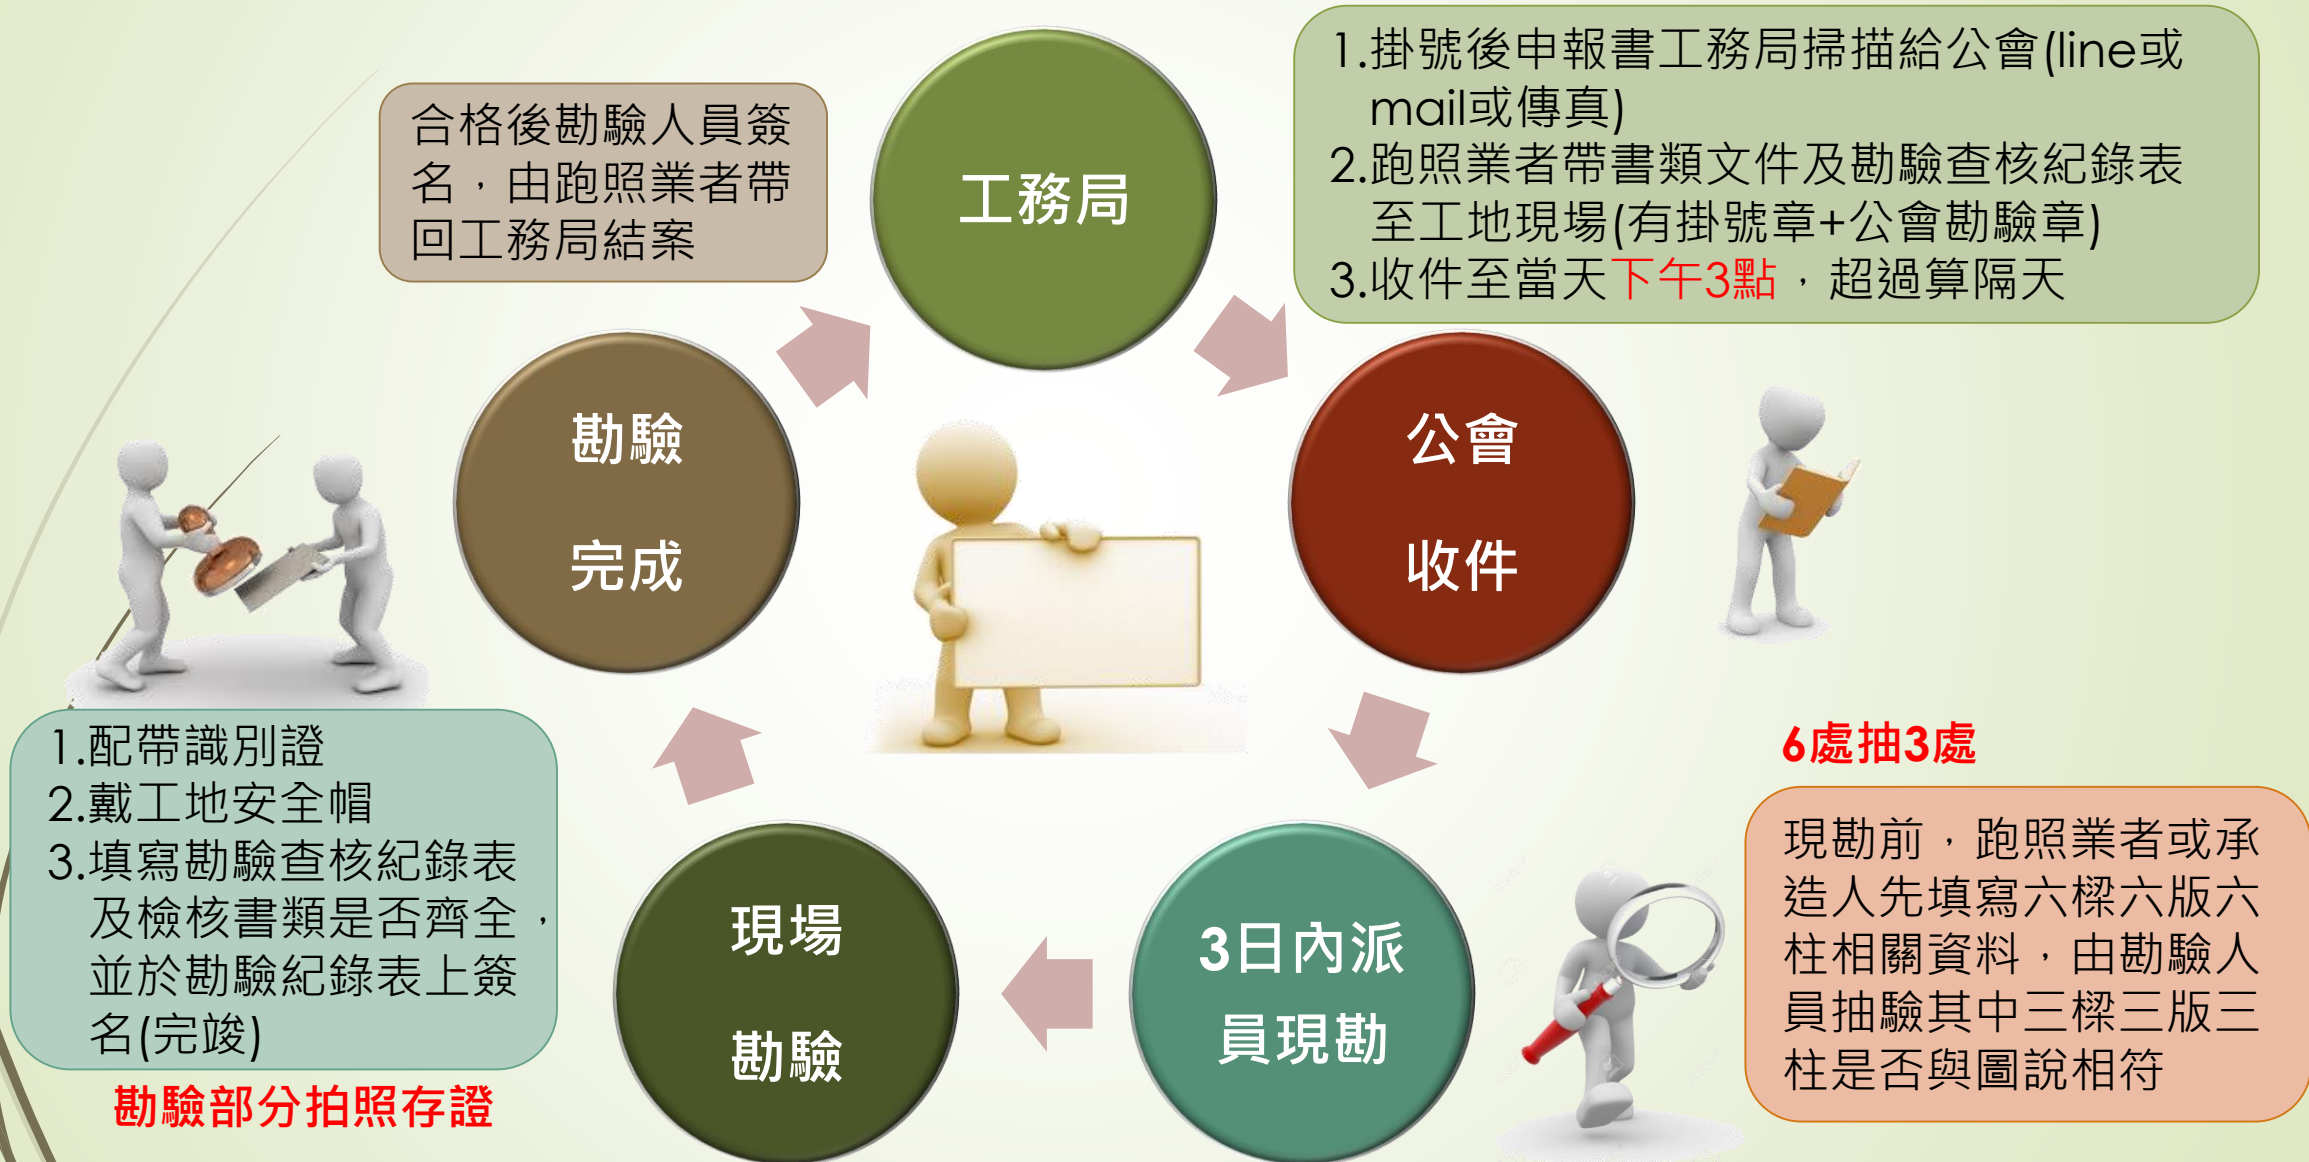 工務局
1.掛號後申報書工務局掃描給公會(line或
mail或傳真)
2.跑照業者帶書類文件及勘驗查核紀錄表
至工地現場(有掛號章+公會勘驗章)
3.收件至當天下午3點，超過算隔天
公會
收件
6處抽3處
現勘前，跑照業者或承
造人先填寫六樑六版六
柱相關資料，由勘驗人
員抽驗其中三樑三版三
柱是否與圖說相符
3日內派
員現勘
現場
勘驗
1.配帶識別證
2.戴工地安全帽
3.填寫勘驗查核紀錄表
及檢核書類是否齊全，
並於勘驗紀錄表上簽
名(完竣)
勘驗部分拍照存證
勘驗
完成
合格後勘驗人員簽
名，由跑照業者帶
回工務局結案